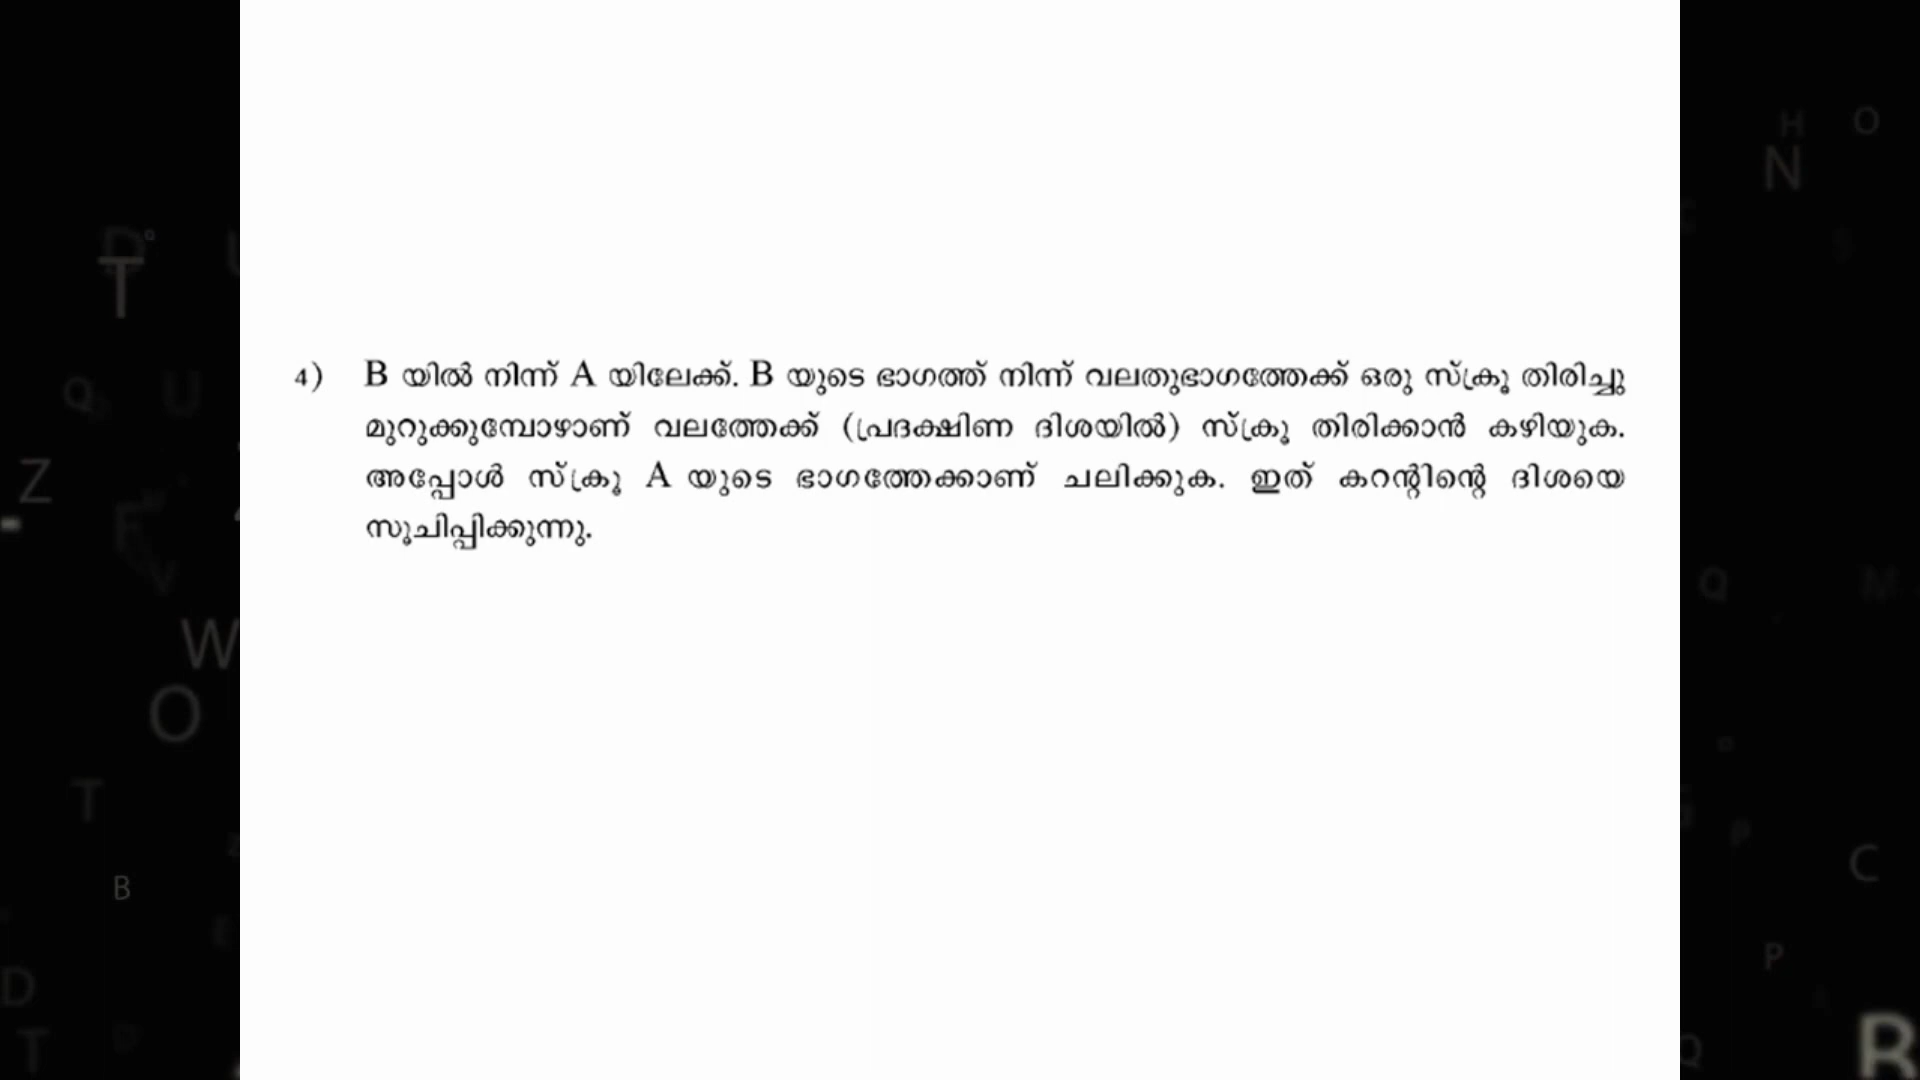 4) B യിൽ നിന്ന് A യിലേക്ക്. B യുടെ ഭാഗത്ത് നിന്ന് വലതുഭാഗത്തേക്ക് ഒരു സ്ക്രൂ തിരിച്ചു
മുറുക്കുമ്പോഴാണ് വലത്തേക്ക് (പ്രദക്ഷിണ ദിശയിൽ) സ്ക്രൂ തിരിക്കാൻ കഴിയുക.
അപ്പോൾ സ്ക്രൂ A യുടെ ഭാഗത്തേക്കാണ് ചലിക്കുക. ഇത് കറന്റിന്റെ ദിശയെ
സൂചിപ്പിക്കുന്നു.